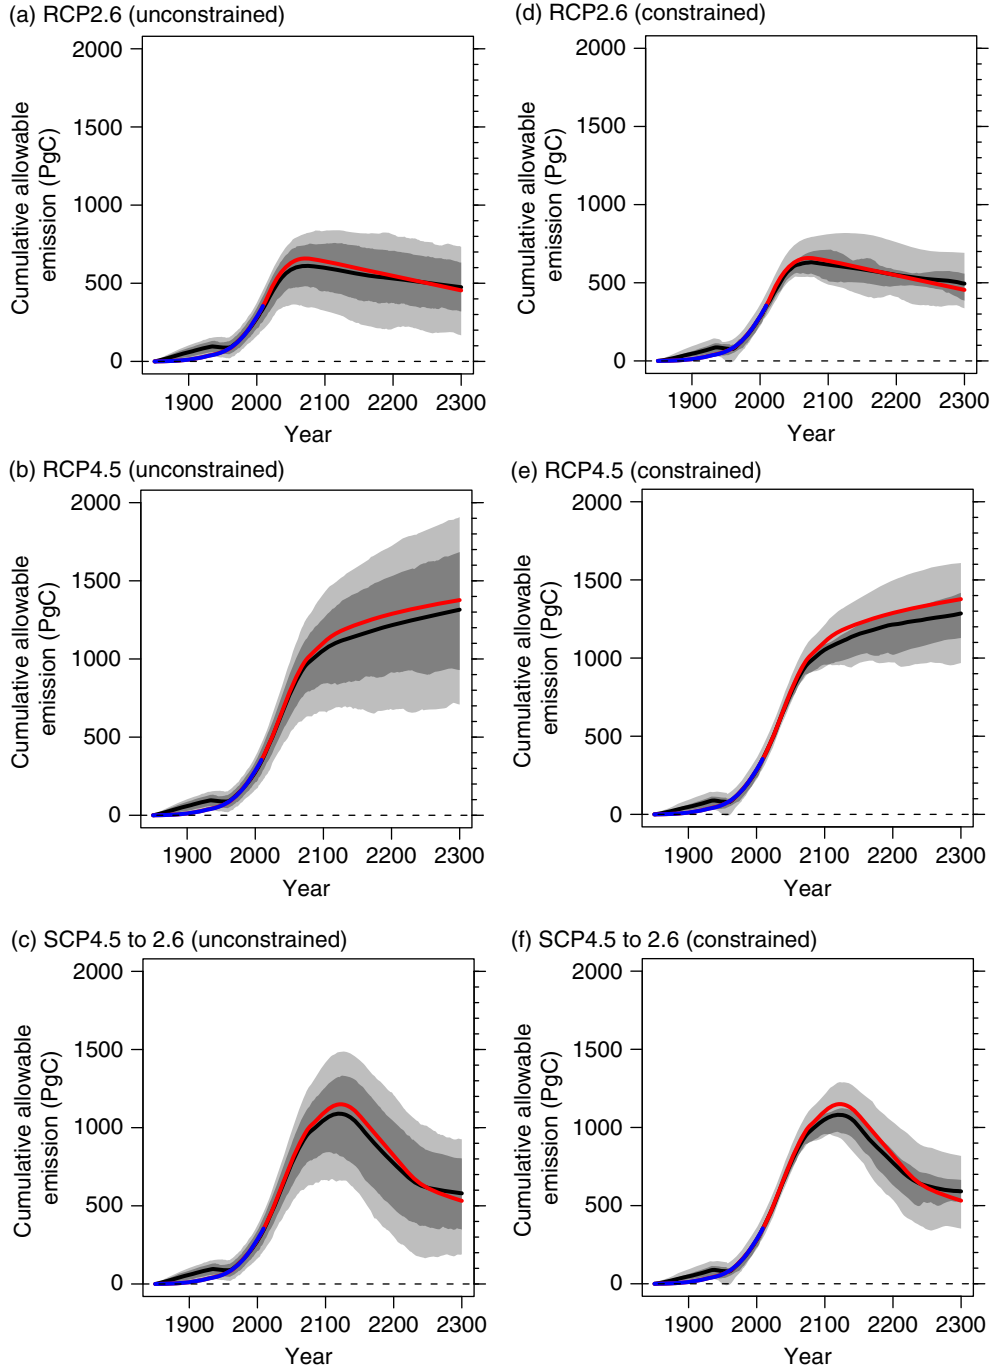 (a) RCP2.6 (unconstrained)
2000
1500
1000
500
0
Cumulative allowable
emission (PgC)
1900 2000 2100 2200 2300
Year
(d) RCP2.6 (constrained)
2000
1500
1000
500
0
Cumulative allowable
emission (PgC)
1900 2000 2100 2200 2300
Year
(b) RCP4.5 (unconstrained)
2000
1500
1000
500
0
Cumulative allowable
emission (PgC)
1900 2000 2100 2200 2300
Year
(e) RCP4.5 (constrained)
2000
1500
1000
500
0
Cumulative allowable
emission (PgC)
1900 2000 2100 2200 2300
Year
(c) SCP4.5 to 2.6 (unconstrained)
2000
1500
1000
500
0
Cumulative allowable
emission (PgC)
1900 2000 2100 2200 2300
Year
(f) SCP4.5 to 2.6 (constrained)
2000
1500
1000
500
0
Cumulative allowable
emission (PgC)
1900 2000 2100 2200 2300
Year